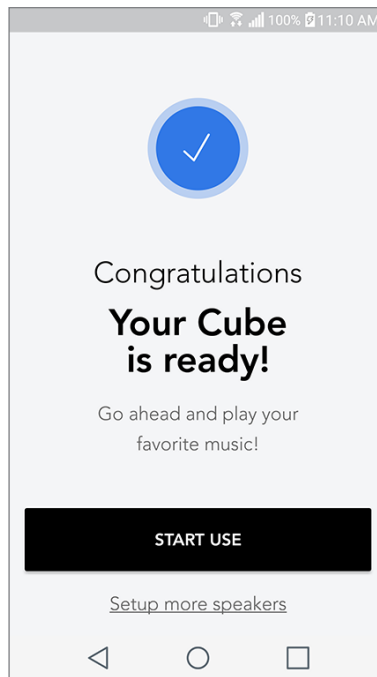 100% 11:10 AM
Congratulations
Your Cube
is ready!
Go ahead and play your
favorite music!
START USE
Setup more speakers